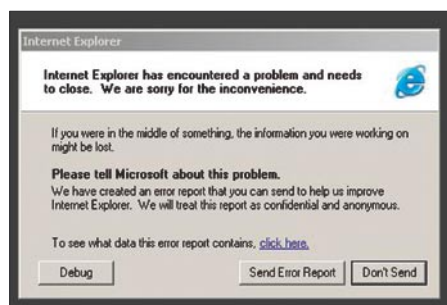 Internet Explorer
Internet Explorer has encountered a problem and needs
to close. We are sorry for the inconvenience.
If you were in the middle of something, the information you were working on
might be lost.
Please tell Microsoft about this problem.
We have created an error report that you can send to help us improve
Internet Explorer. We will treat this report as confidential and anonymous.
To see what data this error report contains, click here.
Debug Send Error Report Don't Send